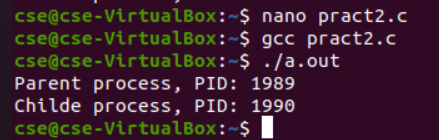 cse@cse-VirtualBox:~$ nano pract2.c
cse@cse-VirtualBox:~$ gcc pract2.c
cse@cse-VirtualBox:~$ ./a.out
Parent process, PID: 1989
Childe process, PID: 1990
cse@cse-VirtualBox:~$